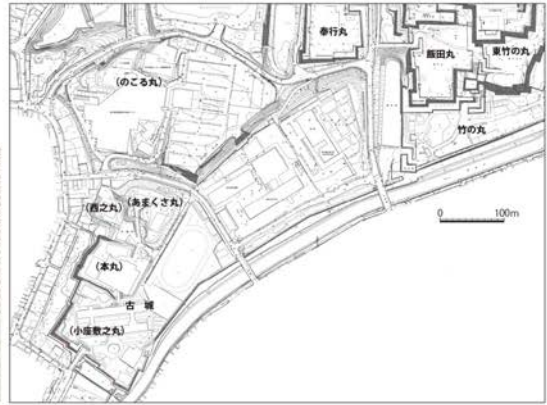 奉行丸
飯田丸
東竹の丸
(のこる丸)
竹の丸
(西之丸)
(あまくさ丸)
0 100m
(本丸)
古 城
(小座敷之丸)